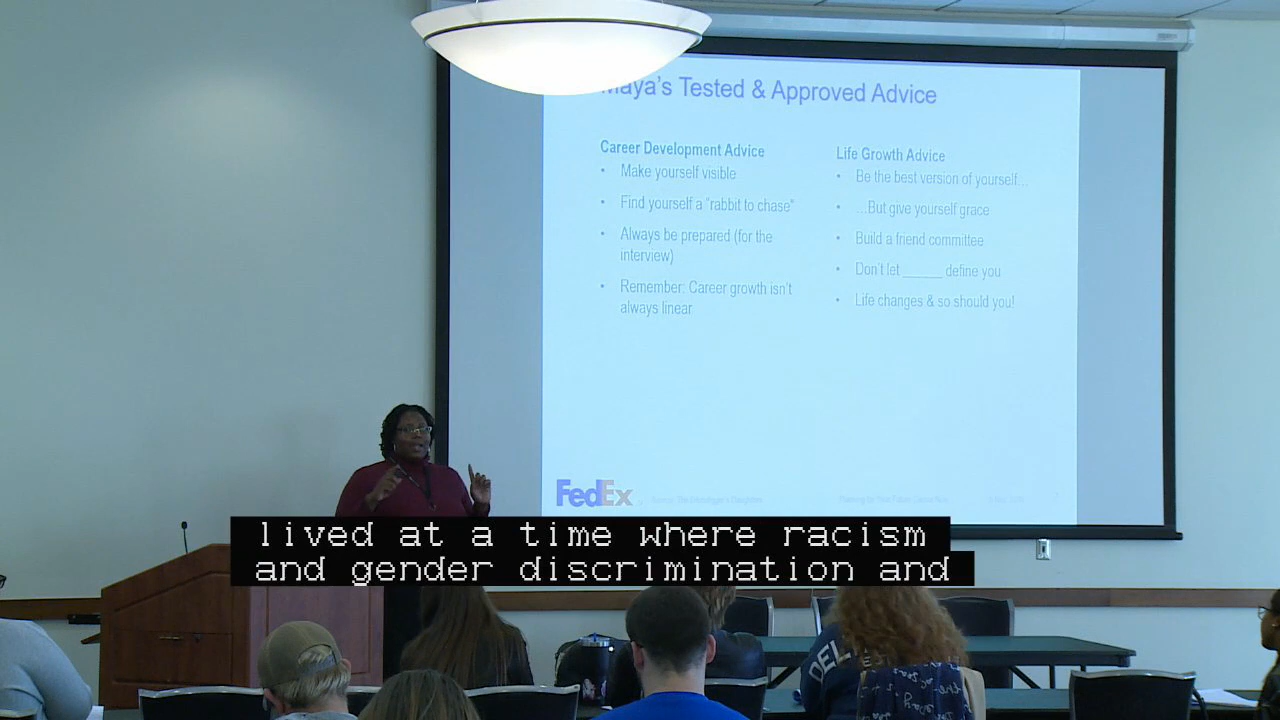 Maya's Tested & Approved Advice
Career Development Advice
• Make yourself visible
• Find yourself a "rabbit to chase"
• Always be prepared (for the
interview)
• Remember: Career growth isn't
always linear
Life Growth Advice
• Be the best version of yourself...
• ...But give yourself grace
• Build a friend committee
• Don't let ______ define you
• Life changes & so should you!
FedEx
lived at a time where racism
and gender discrimination and
DEL